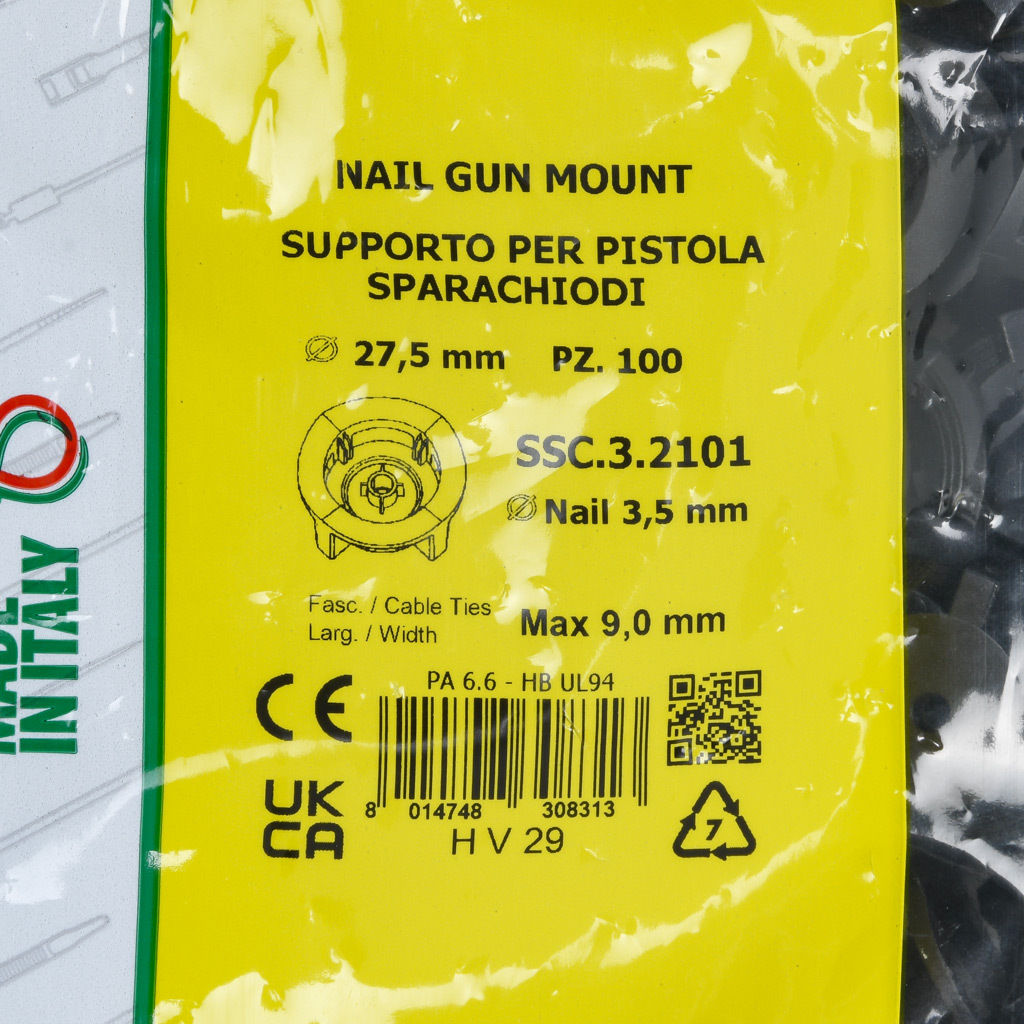 NAIL GUN MOUNT
SUPPORTO PER PISTOLA
SPARACHIODI
27,5 mm PZ. 100
SSC.3.2101
Nail 3,5 mm
Fasc. / Cable Ties
Larg. / Width
Max 9,0 mm
PA 6.6 - HB UL94
CE
UK
CA
8 014748 308313
HV 29
7
MADE
IN ITALY